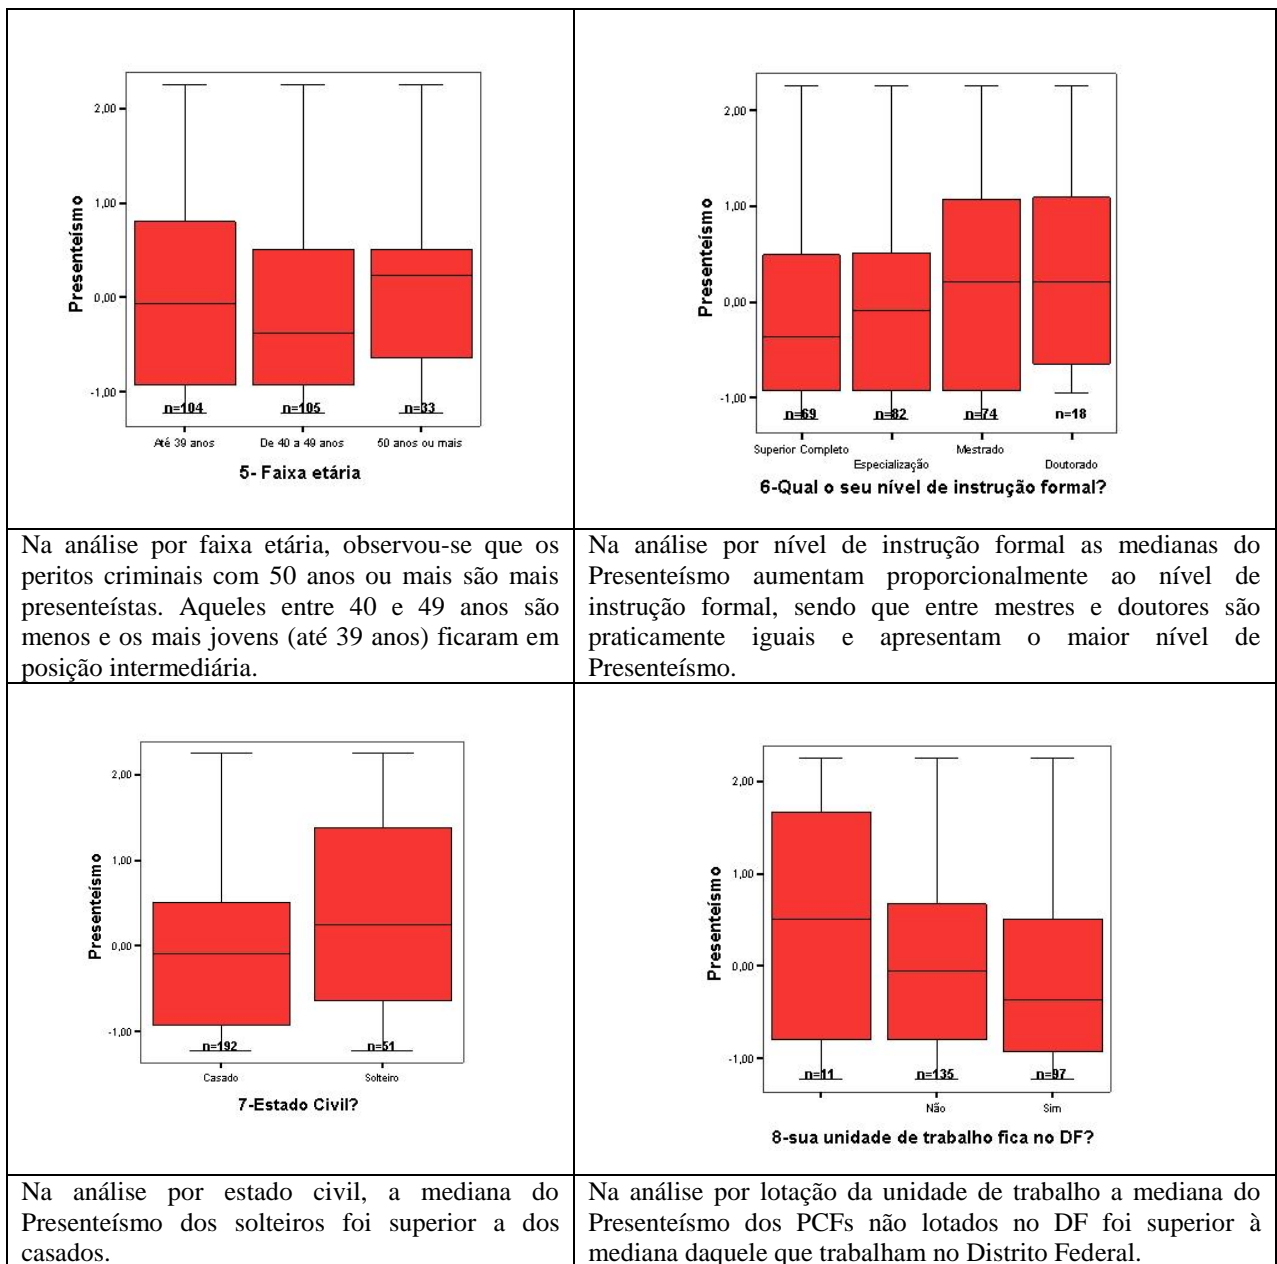 2,00
1,00
0,00
-1,00
Presenteísmo
n=104
n=105
n=33
Até 39 anos
De 40 a 49 anos
50 anos ou mais
5- Faixa etária
2,00
1,00
0,00
-1,00
Presenteísmo
n=69
n=82
n=74
n=18
Superior Completo
Especialização
Mestrado
Doutorado
6-Qual o seu nível de instrução formal?
Na análise por faixa etária, observou-se que os
peritos criminais com 50 anos ou mais são mais
presenteístas. Aqueles entre 40 e 49 anos são
menos e os mais jovens (até 39 anos) ficaram em
posição intermediária.
Na análise por nível de instrução formal as medianas do
Presenteísmo aumentam proporcionalmente ao nível de
instrução formal, sendo que entre mestres e doutores são
praticamente iguais e apresentam o maior nível de
Presenteísmo.
2,00
1,00
0,00
-1,00
Presenteísmo
n=192
n=51
Casado
Solteiro
7-Estado Civil?
2,00
1,00
0,00
-1,00
Presenteísmo
n=11
n=135
n=97
Não
Sim
8-sua unidade de trabalho fica no DF?
Na análise por estado civil, a mediana do
Presenteísmo dos solteiros foi superior a dos
casados.
Na análise por lotação da unidade de trabalho a mediana do
Presenteísmo dos PCFs não lotados no DF foi superior à
mediana daquele que trabalham no Distrito Federal.